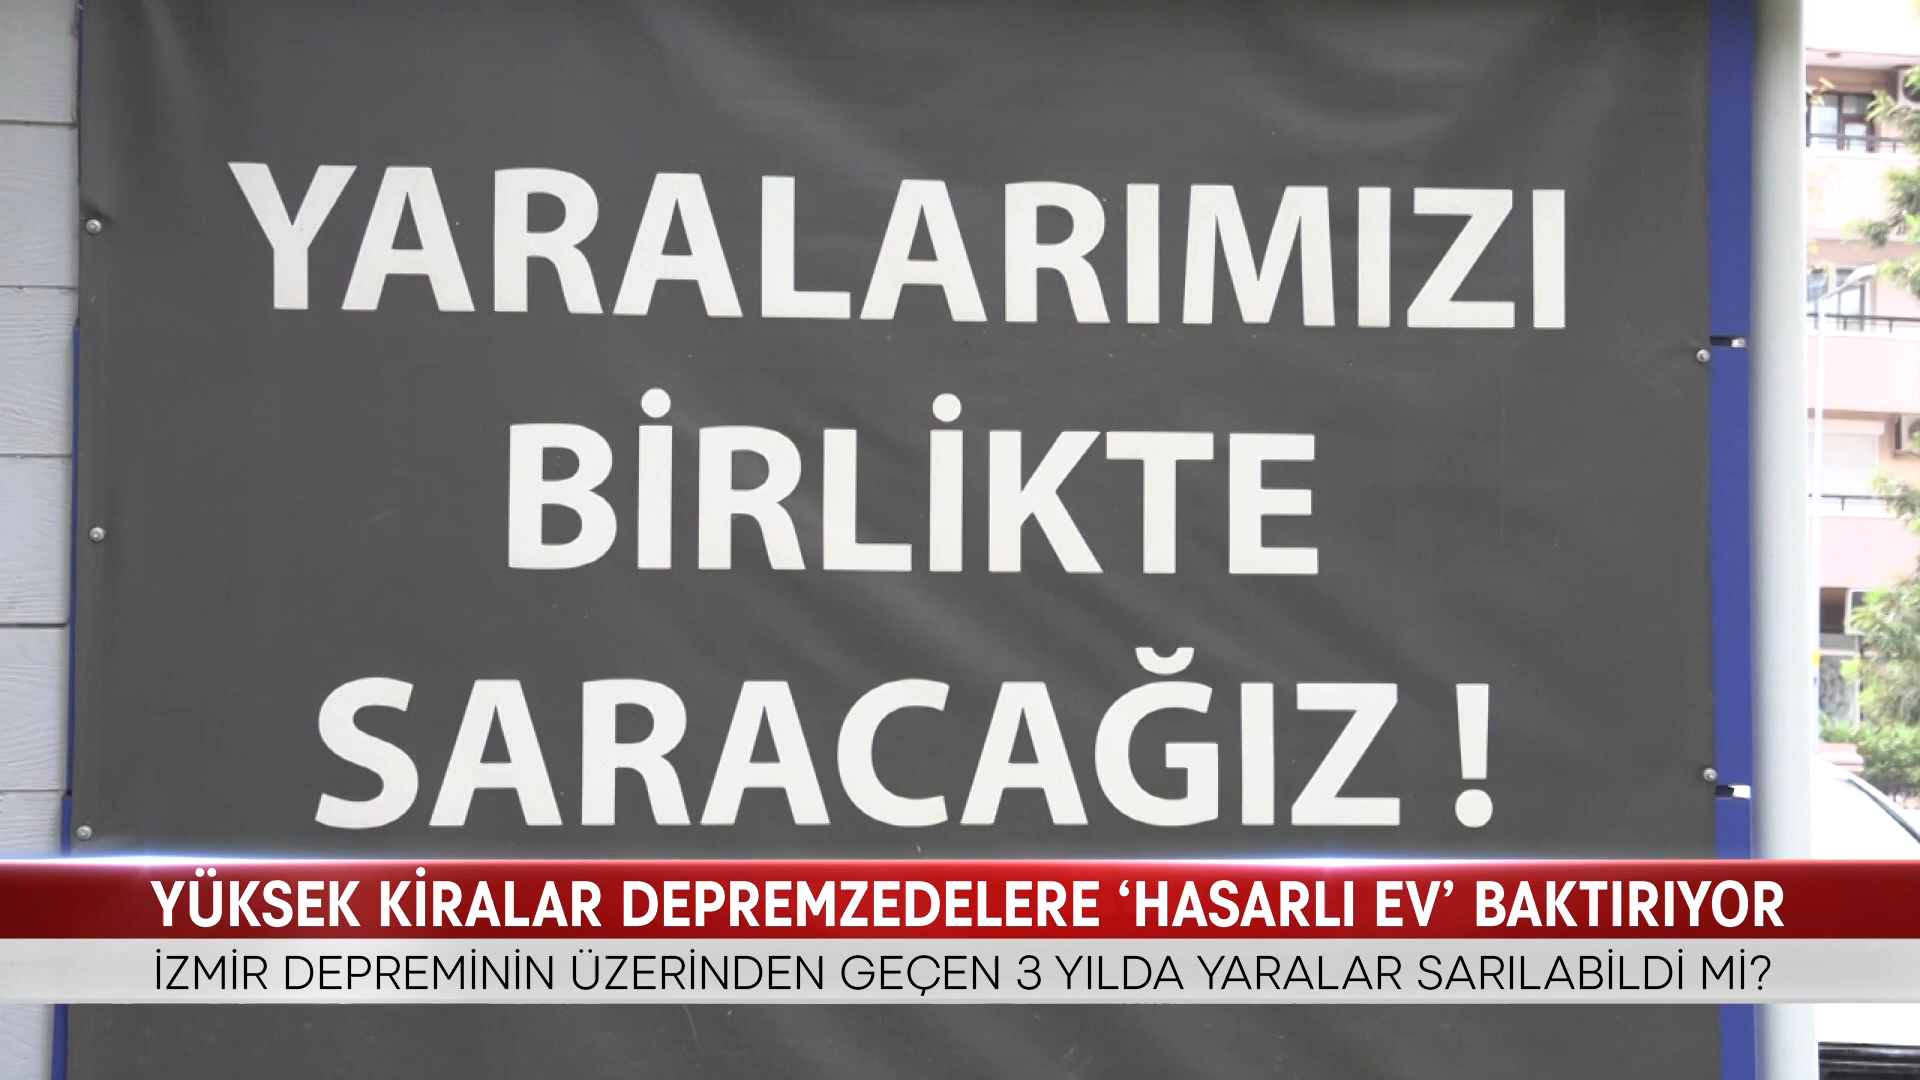 YARALARIMIZI
BİRLİKTE
SARACAĞIZ !
YÜKSEK KİRALAR DEPREMZEDELERE ‘HASARLI EV’ BAKTIRIYOR
İZMİR DEPREMİNİN ÜZERİNDEN GEÇEN 3 YILDA YARALAR SARILABİLDİ Mİ?